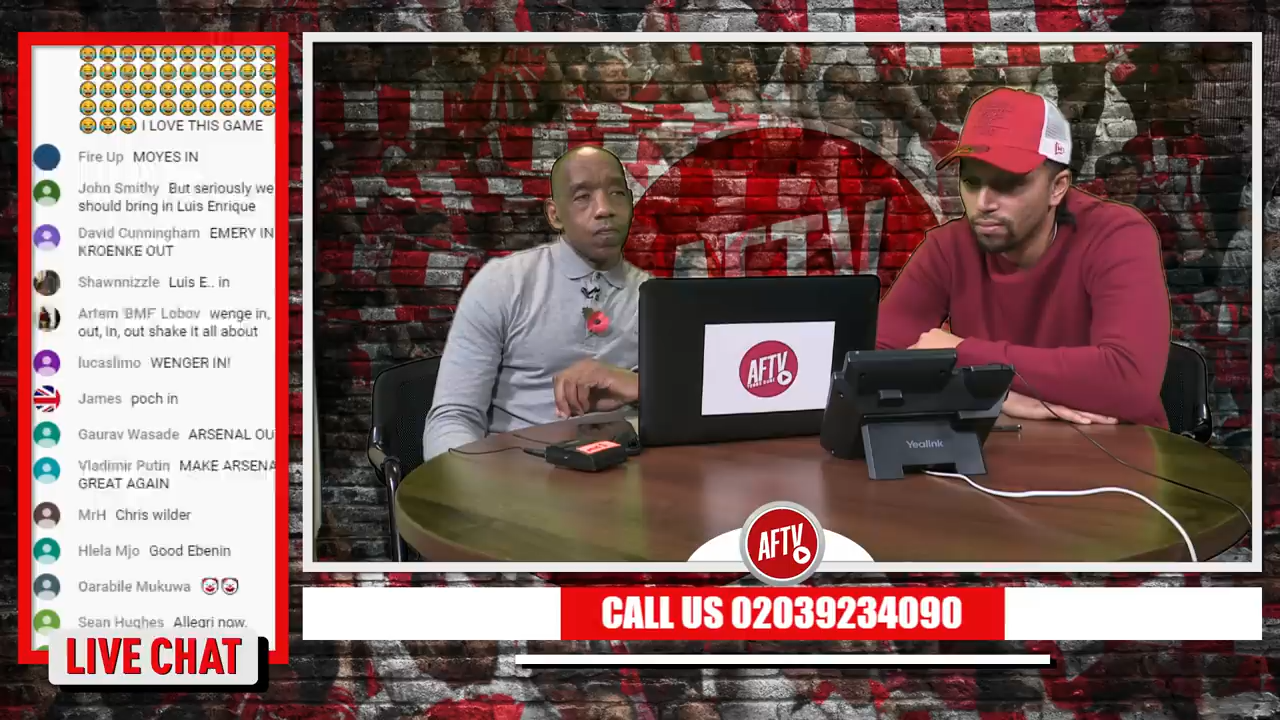 I LOVE THIS GAME
Fire Up MOYES IN
John Smithy But seriously we
should bring in Luis Enrique
David Cunningham EMERY IN
KROENKE OUT
Shawnnizzle Luis E.. in
Artem 'BMF' Lobov wenge in,
out, in, out shake it all about
lucaslimo WENGER IN!
James poch in
Gaurav Wasade ARSENAL OU
Vladimir Putin MAKE ARSENA
GREAT AGAIN
MrH Chris wilder
Hlela Mjo Good Ebenin
Oarabile Mukuwa
Sean Hughes Allegri now.
LIVE CHAT
AFTV
AFTV
Yealink
AFTV
CALL US 02039234090